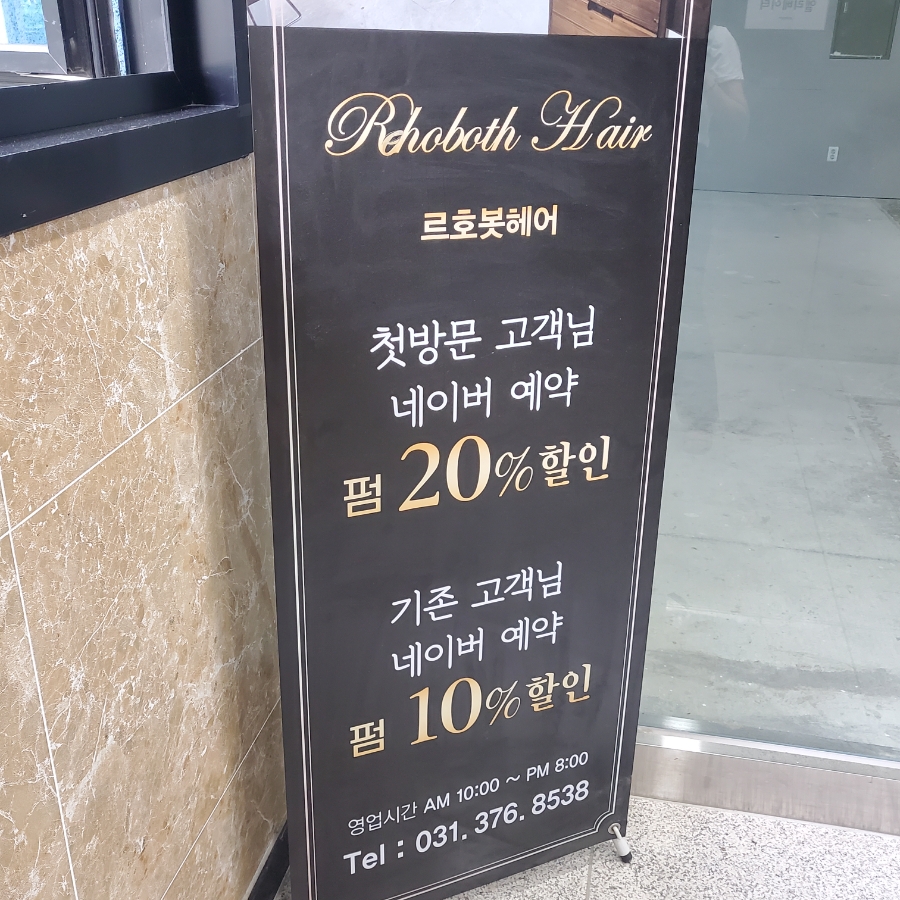 Rehoboth Hair
르호봇헤어
첫방문 고객님
네이버 예약
펌 20% 할인
기존 고객님
네이버 예약
펌 10% 할인
영업시간 AM 10:00 ~ PM 8:00
Tel : 031. 376. 8538